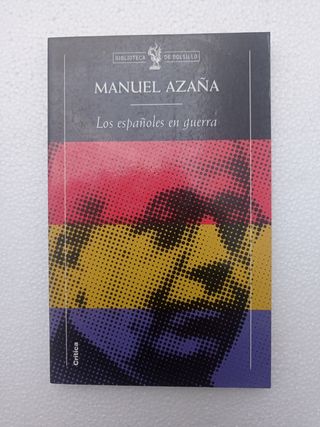 BIBLIOTECA DE BOLSILLO
MANUEL AZAÑA
Los españoles en guerra
Crítica